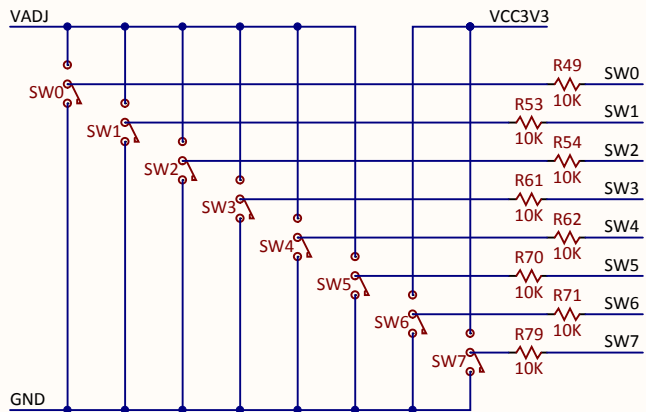 VADJ VCC3V3
R49 SW0
SW0 10K
R53 SW1
SW1 10K
R54 SW2
SW2 10K
R61 SW3
SW3 10K
R62 SW4
SW4 10K
R70 SW5
SW5 10K
R71 SW6
SW6 10K
R79 SW7
SW7 10K
GND